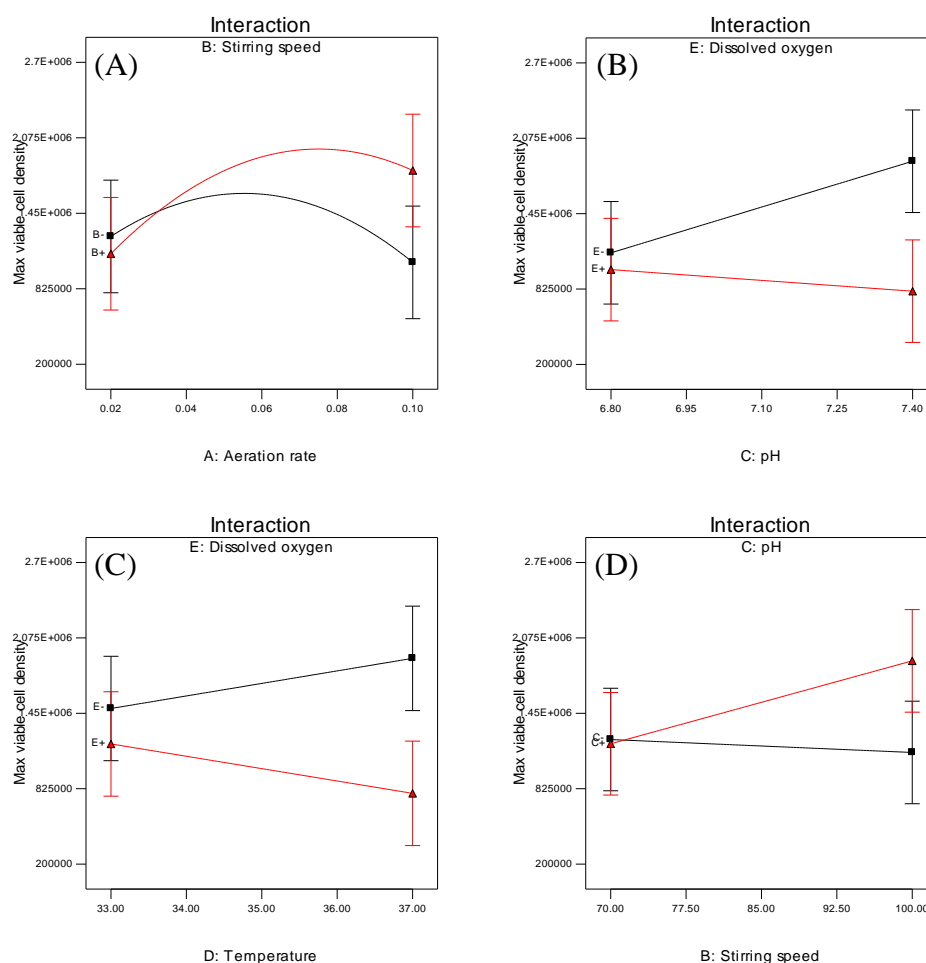 Interaction
B: Stirring speed
(A)
2.7E+006
2.075E+006
1.45E+006
825000
200000
Max viable-cell density
B-
B+
0.02 0.04 0.06 0.08 0.10
A: Aeration rate
Interaction
E: Dissolved oxygen
(B)
2.7E+006
2.075E+006
1.45E+006
825000
200000
Max viable-cell density
E-
E+
6.80 6.95 7.10 7.25 7.40
C: pH
Interaction
E: Dissolved oxygen
(C)
2.7E+006
2.075E+006
1.45E+006
825000
200000
Max viable-cell density
E-
E+
33.00 34.00 35.00 36.00 37.00
D: Temperature
Interaction
C: pH
(D)
2.7E+006
2.075E+006
1.45E+006
825000
200000
Max viable-cell density
C-
C+
70.00 77.50 85.00 92.50 100.00
B: Stirring speed